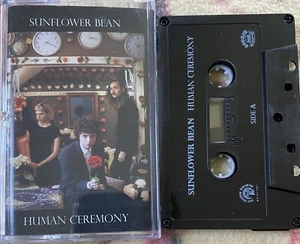 SUNFLOWER BEAN
HUMAN CEREMONY
SUNFLOWER BEAN HUMAN CEREMONY
SIDE A